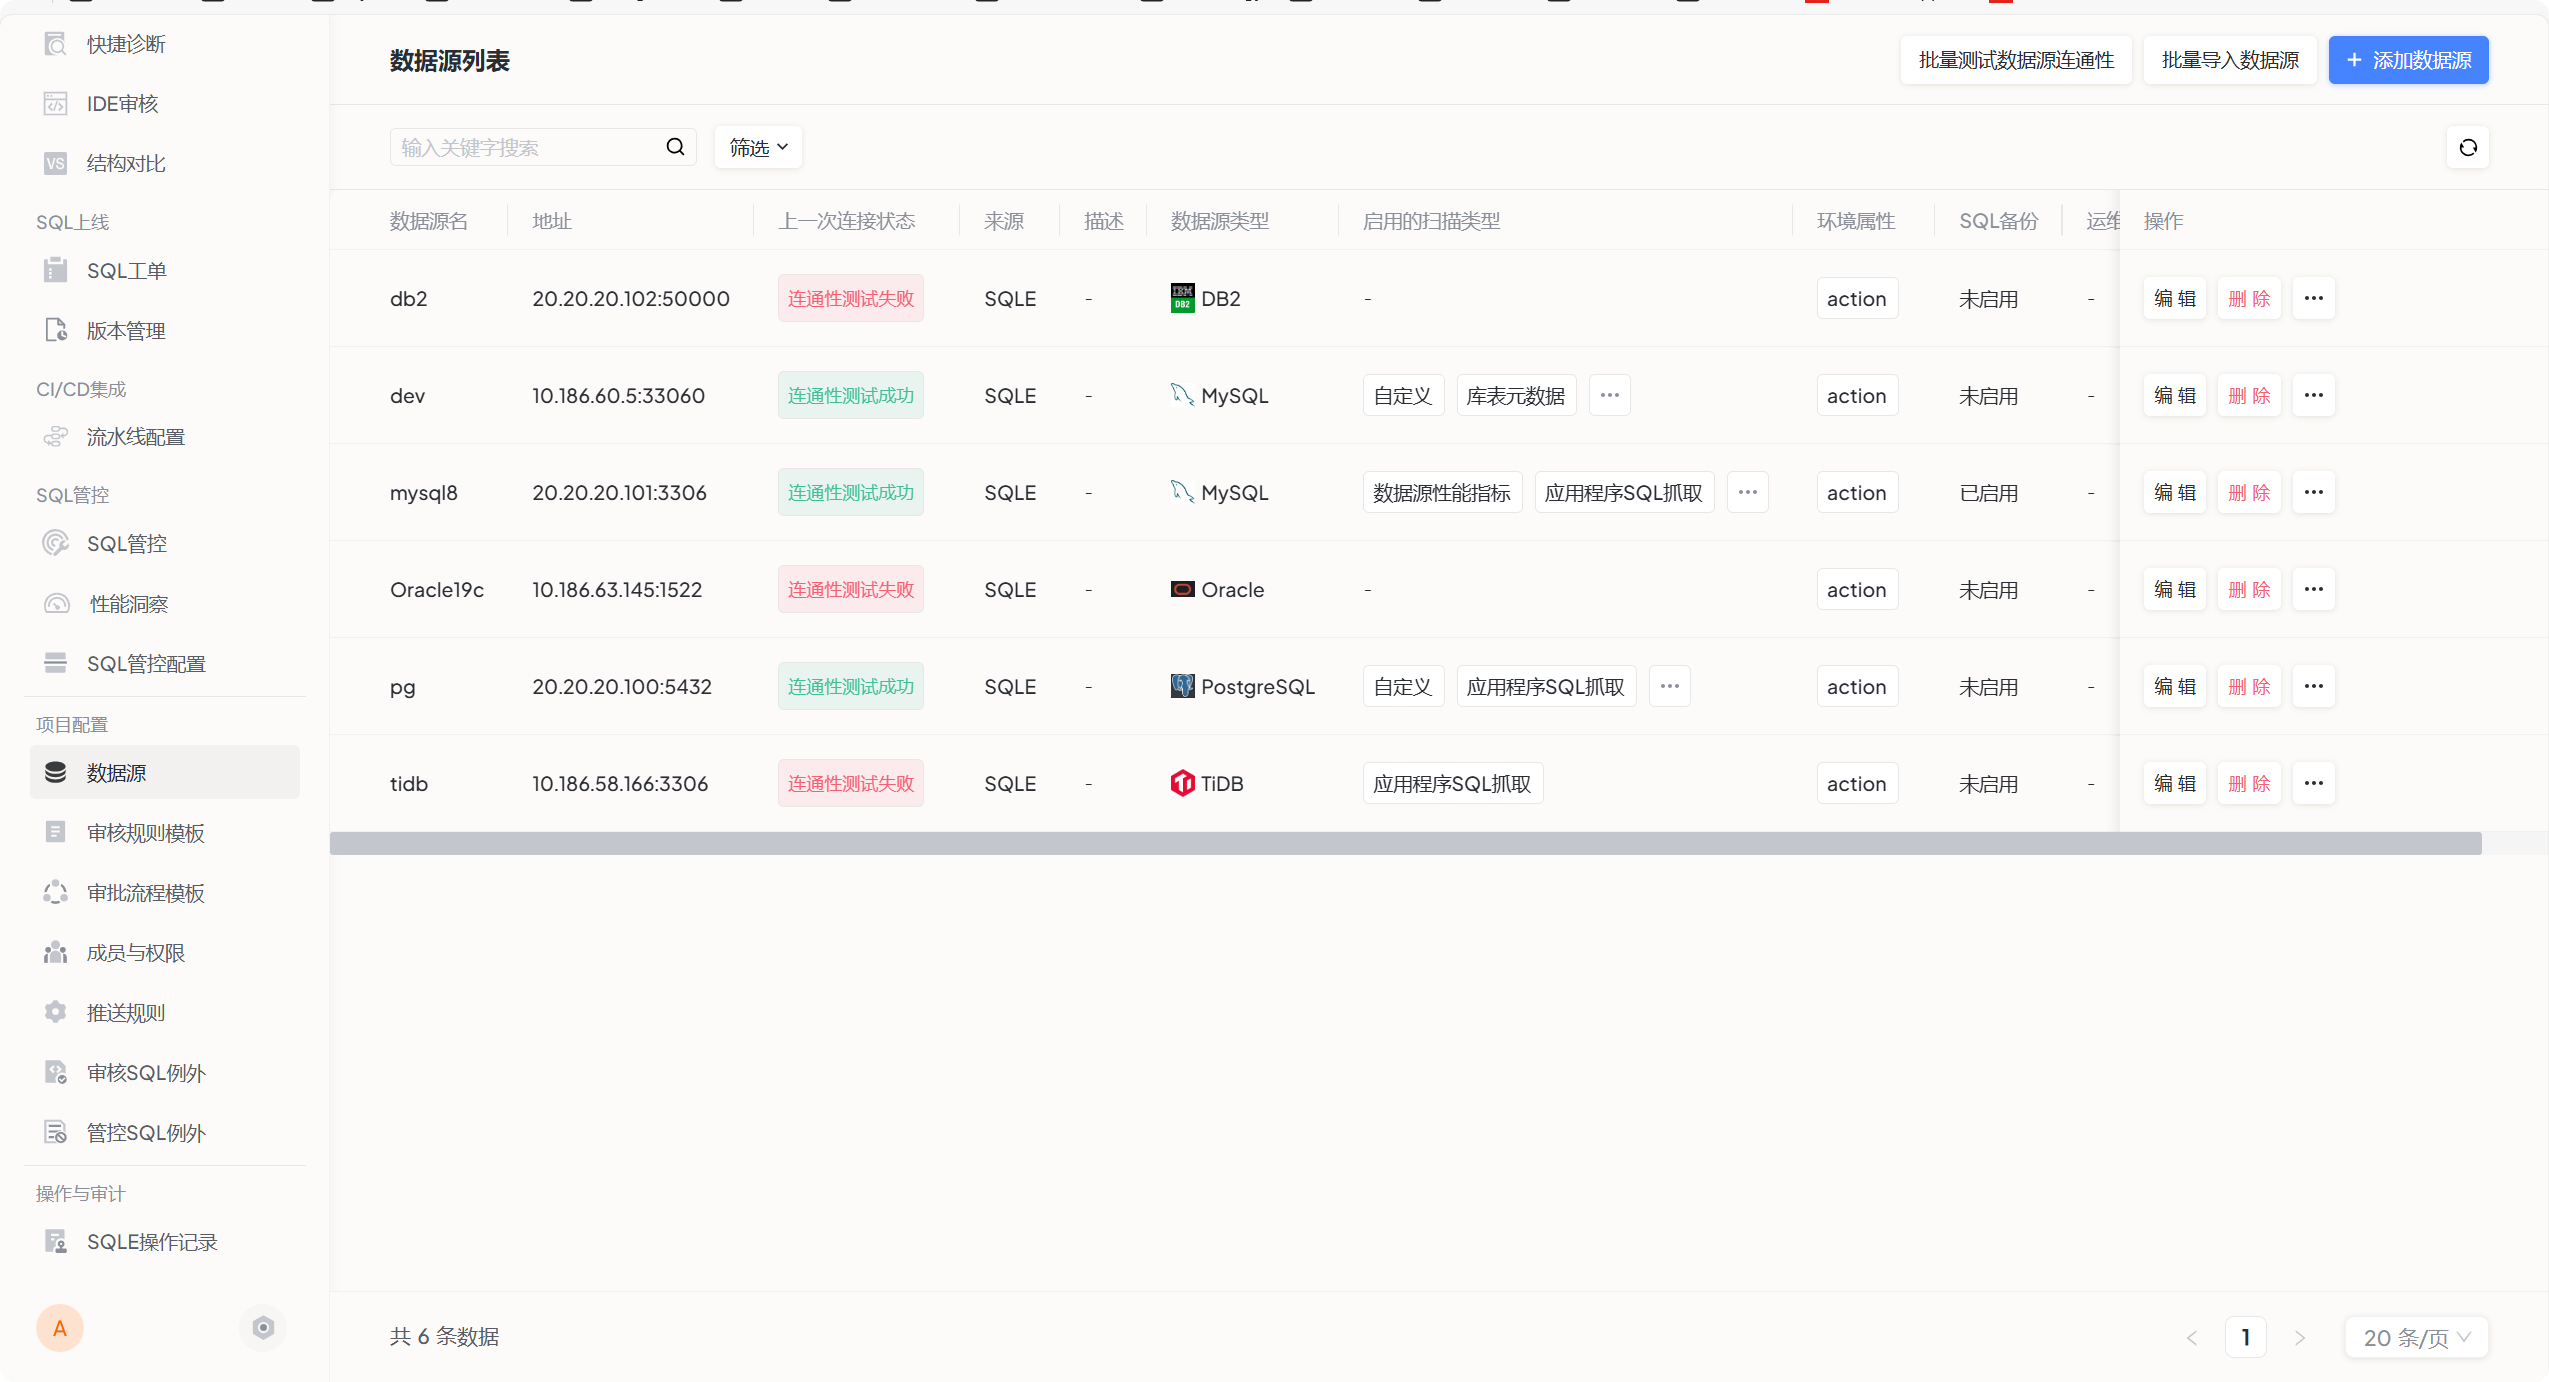 快捷诊断
IDE审核
VS 结构对比
SQL上线
SQL工单
版本管理
CI/CD集成
流水线配置
SQL管控
SQL管控
性能洞察
SQL管控配置
项目配置
数据源
审核规则模板
审批流程模板
成员与权限
推送规则
审核SQL例外
管控SQL例外
操作与审计
SQLE操作记录
A
数据源列表
批量测试数据源连通性 批量导入数据源 + 添加数据源
输入关键字搜索 筛选
数据源名 地址 上一次连接状态 来源 描述 数据源类型 启用的扫描类型 环境属性 SQL备份 运维 操作
db2 20.20.20.102:50000 连通性测试失败 SQLE - IBM DB2 DB2 - action 未启用 - 编辑 删除 ···
dev 10.186.60.5:33060 连通性测试成功 SQLE - MySQL 自定义 库表元数据 ··· action 未启用 - 编辑 删除 ···
mysql8 20.20.20.101:3306 连通性测试成功 SQLE - MySQL 数据源性能指标 应用程序SQL抓取 ··· action 已启用 - 编辑 删除 ···
Oracle19c 10.186.63.145:1522 连通性测试失败 SQLE - Oracle - action 未启用 - 编辑 删除 ···
pg 20.20.20.100:5432 连通性测试成功 SQLE - PostgreSQL 自定义 应用程序SQL抓取 ··· action 未启用 - 编辑 删除 ···
tidb 10.186.58.166:3306 连通性测试失败 SQLE - TiDB 应用程序SQL抓取 action 未启用 - 编辑 删除 ···
共 6 条数据 < 1 > 20 条/页